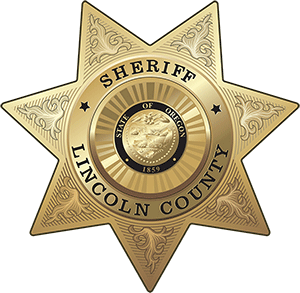 SHERIFF
STATE OF OREGON
1859
LINCOLN COUNTY